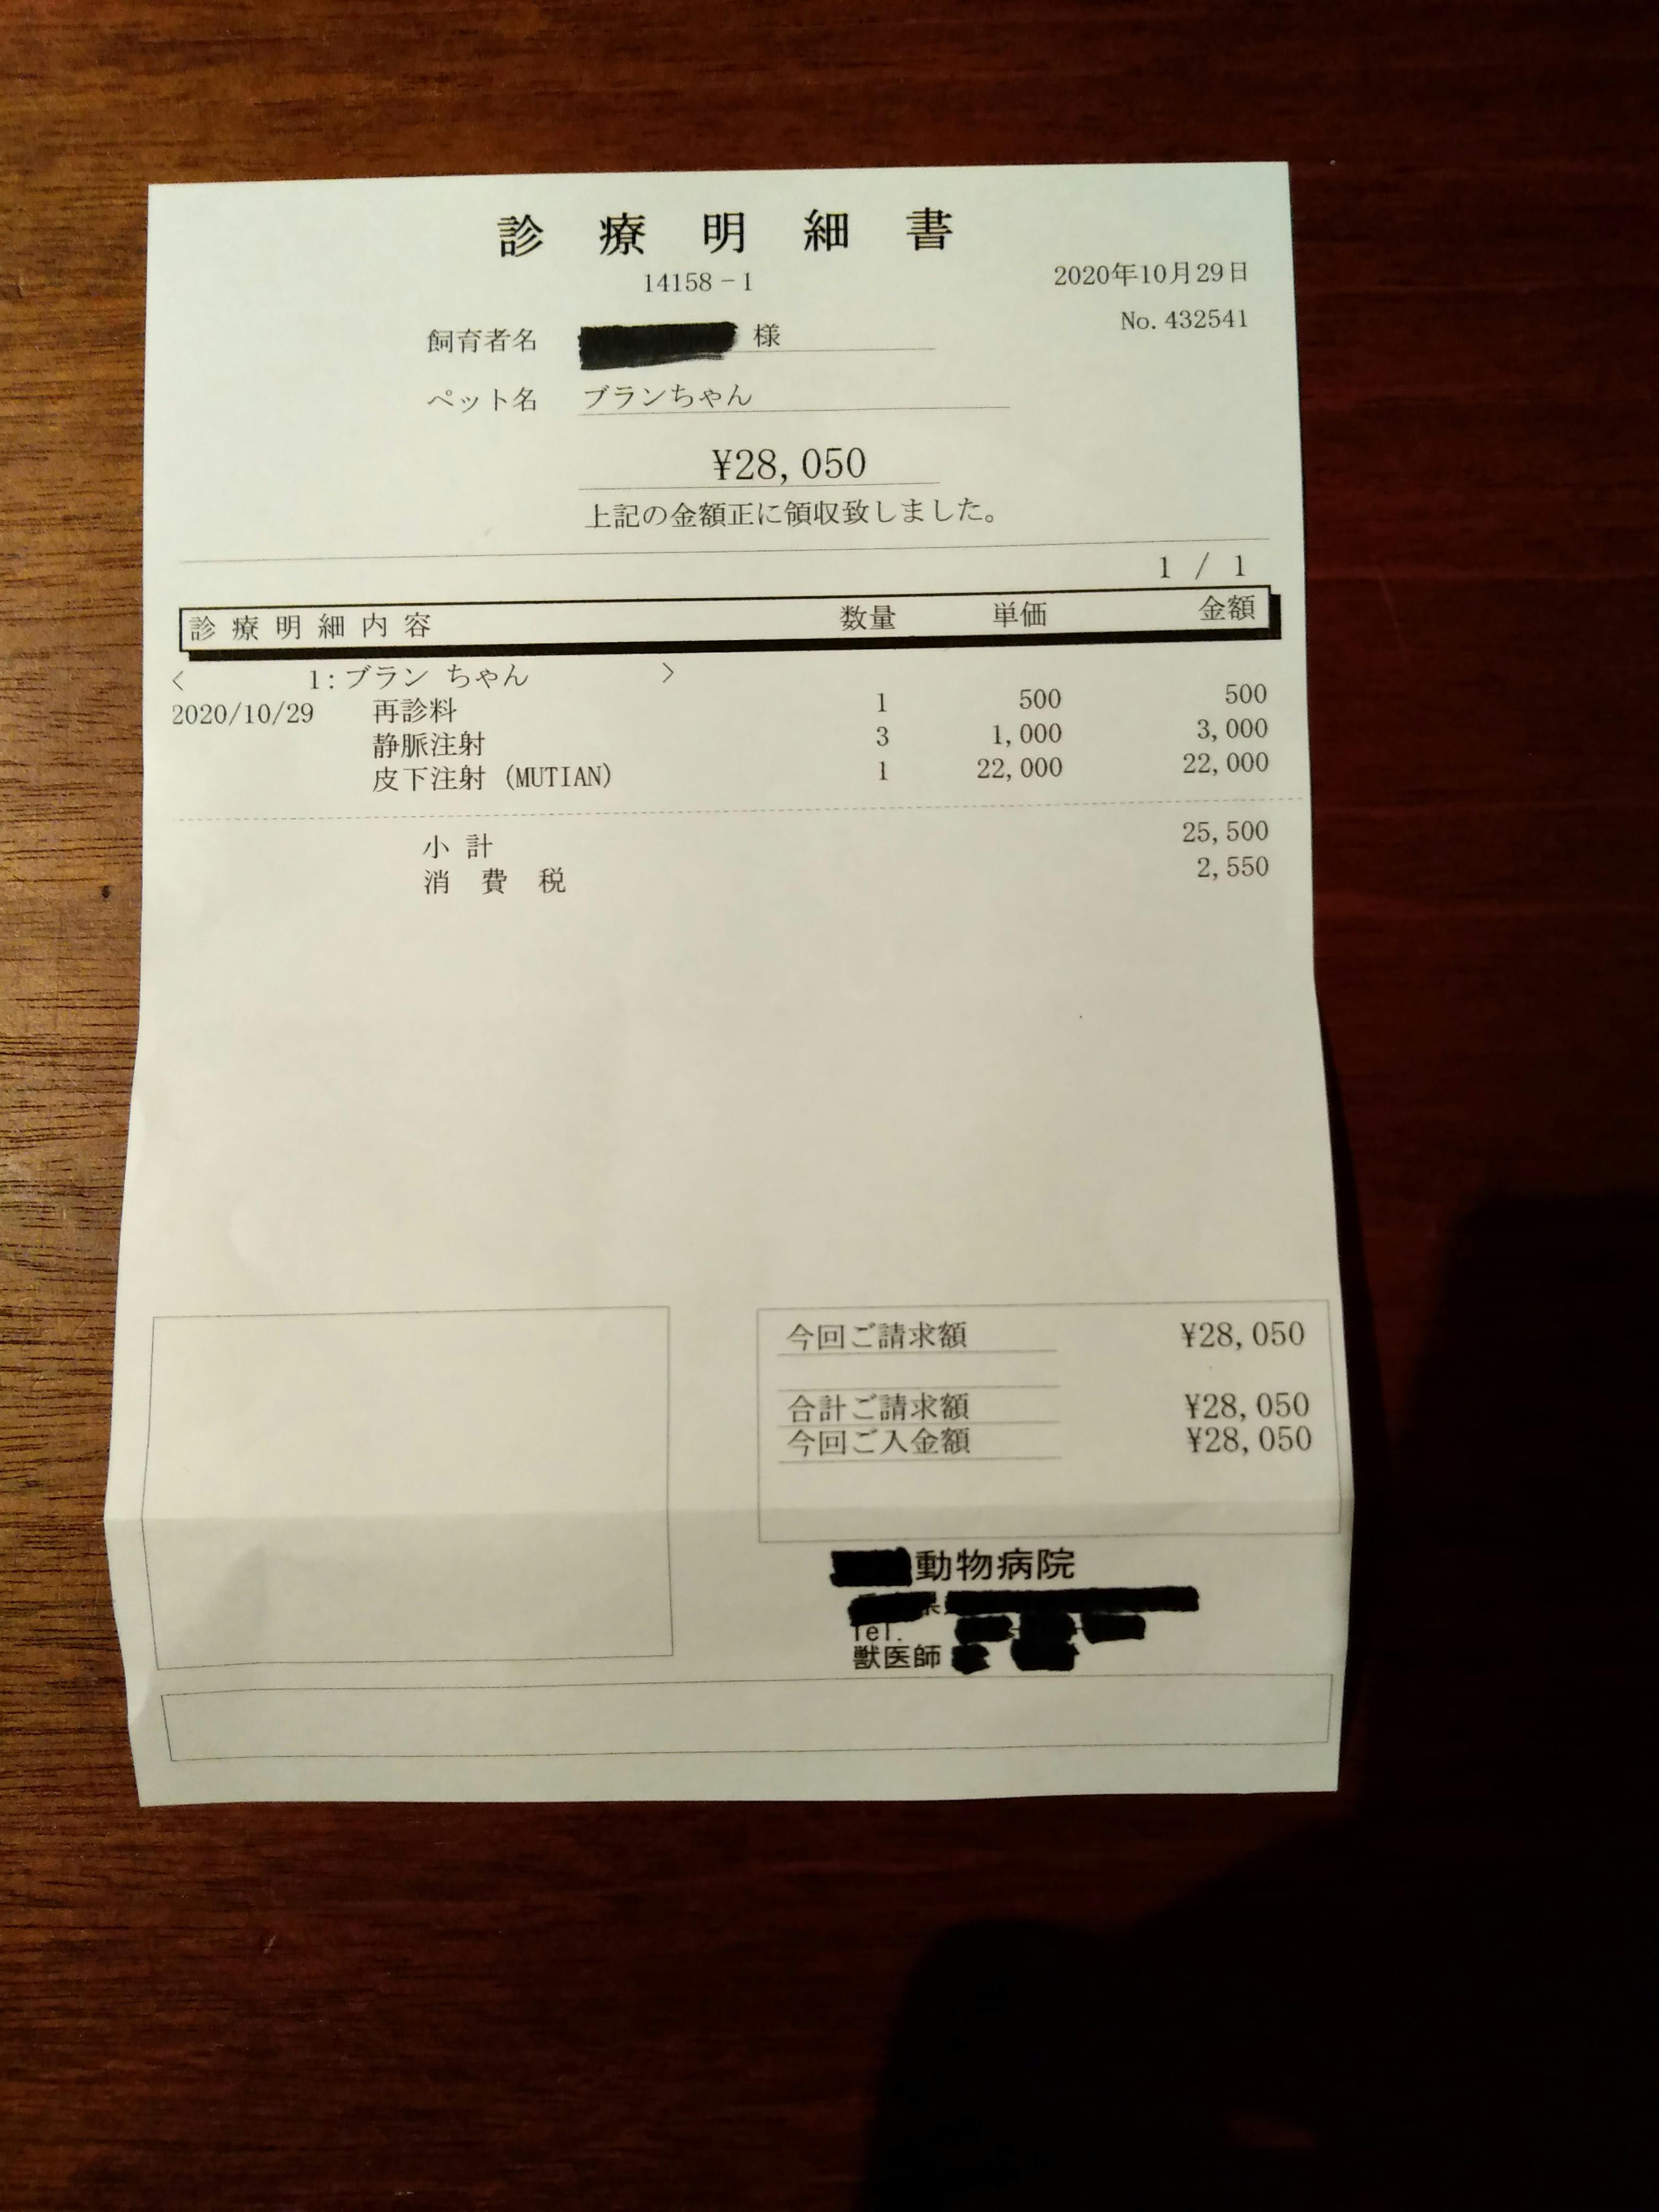 診療明細書
14158-1
2020年10月29日
No. 432541
飼育者名 様
ペット名 ブランちゃん
¥28,050
上記の金額正に領収致しました。
1 / 1
診療明細内容 数量 単価 金額
< 1:ブラン ちゃん >
2020/10/29 再診料 1 500 500
静脈注射 3 1,000 3,000
皮下注射 (MUTIAN) 1 22,000 22,000
小計 25,500
消費税 2,550
今回ご請求額 ¥28,050
合計ご請求額 ¥28,050
今回ご入金額 ¥28,050
動物病院
県
Tel.
獣医師